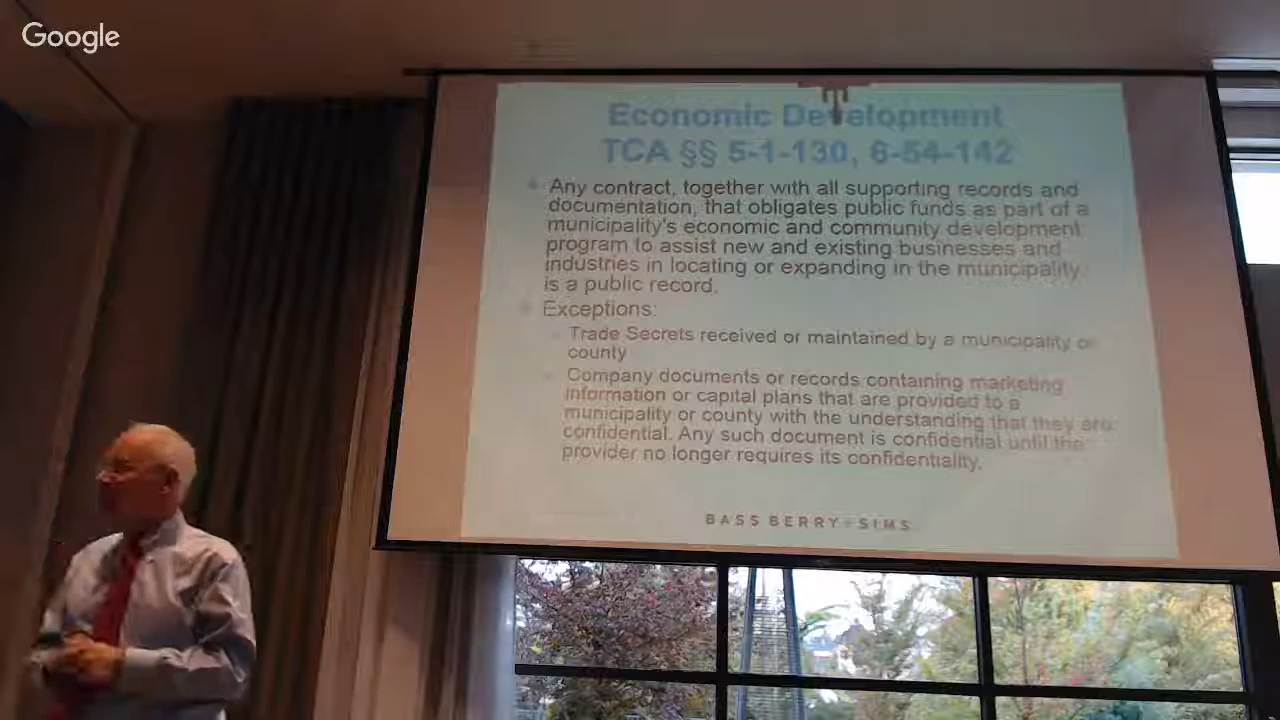 Google
Economic Development
TCA §§ 5-1-130, 6-54-142
Any contract, together with all supporting records and
documentation, that obligates public funds as part of a
municipality's economic and community development
program to assist new and existing businesses and
industries in locating or expanding in the municipality
is a public record.
Exceptions:
Trade Secrets received or maintained by a municipality or
county
Company documents or records containing marketing
information or capital plans that are provided to a
municipality or county with the understanding that they are
confidential. Any such document is confidential until the
provider no longer requires its confidentiality.
BASS BERRY + SIMS